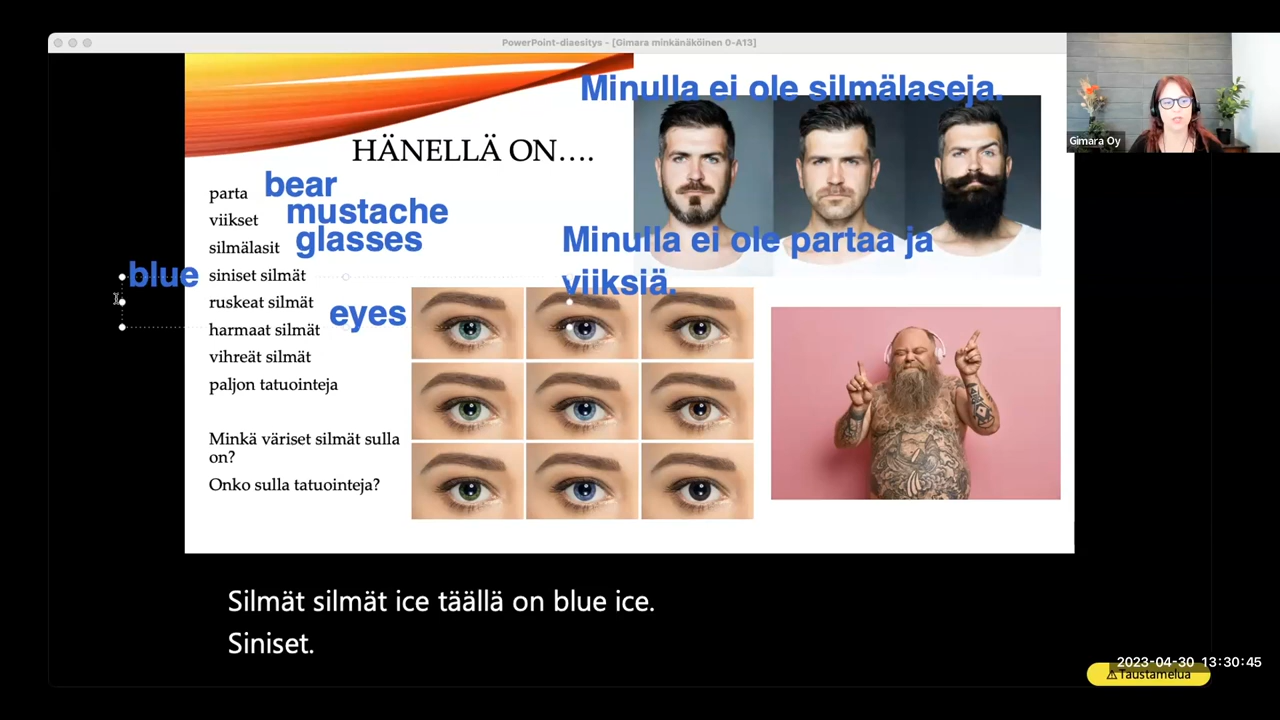 PowerPoint-diaesitys - [Gimara minkänäköinen 0-A13]
Minulla ei ole silmälaseja.
Gimara Oy
HÄNELLÄ ON....
parta bear
viikset mustache
silmälasit glasses
Minulla ei ole partaa ja
viiksiä.
blue siniset silmät
ruskeat silmät
eyes
harmaat silmät
vihreät silmät
paljon tatuointeja
Minkä väriset silmät sulla
on?
Onko sulla tatuointeja?
Silmät silmät ice täällä on blue ice.
Siniset.
2023-04-30 13:30:45
⚠Taustamelua